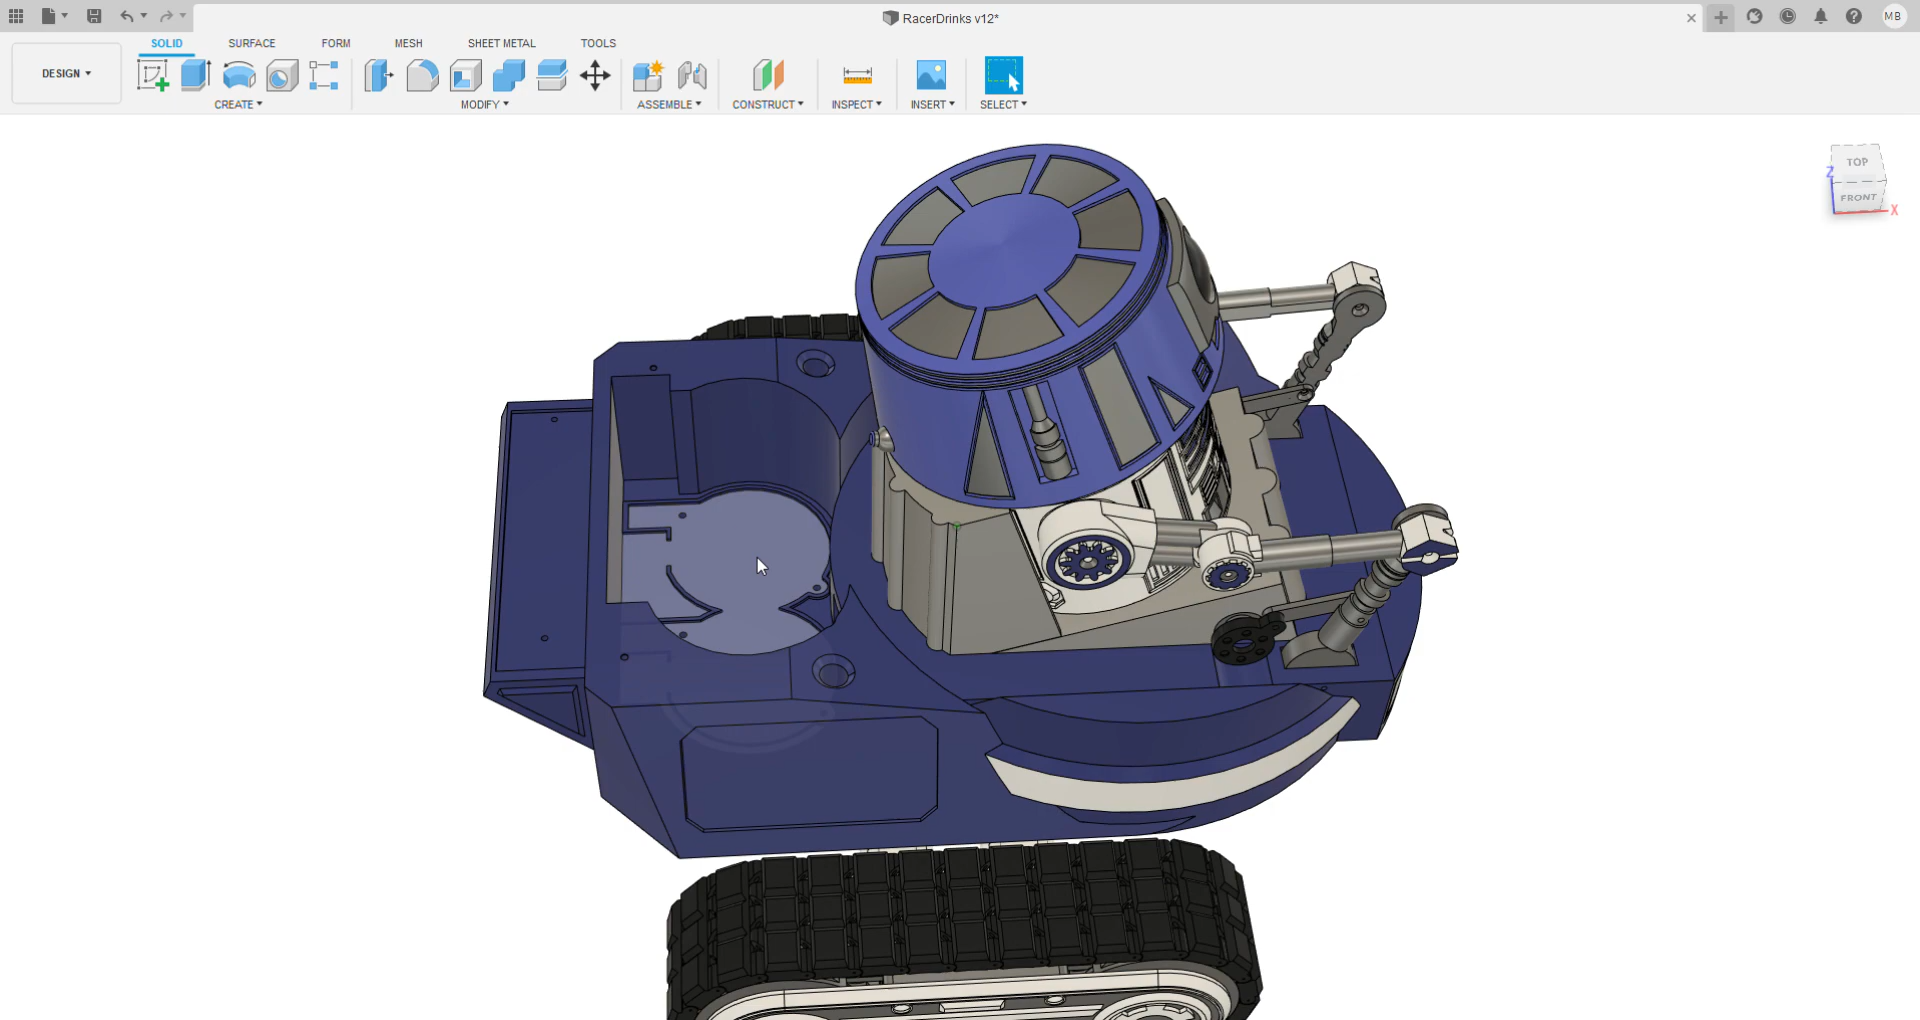 RacerDrinks v12*
MB
SOLID
SURFACE
FORM
MESH
SHEET METAL
TOOLS
DESIGN
CREATE
MODIFY
ASSEMBLE
CONSTRUCT
INSPECT
INSERT
SELECT
TOP
Z
FRONT
X